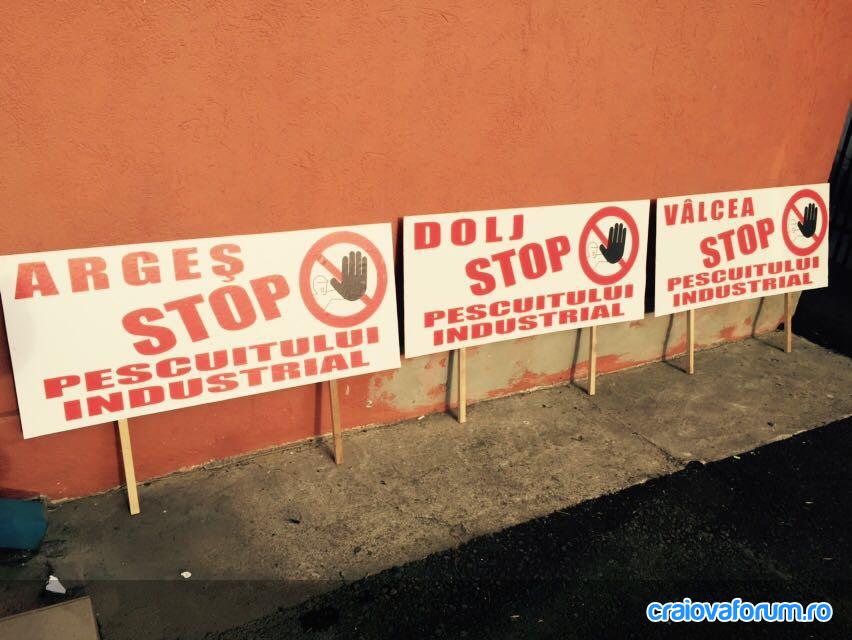 ARGEŞ
STOP
PESCUITULUI
INDUSTRIAL
DOLJ
STOP
PESCUITULUI
INDUSTRIAL
VÂLCEA
STOP
PESCUITULUI
INDUSTRIAL
craiovaforum.ro